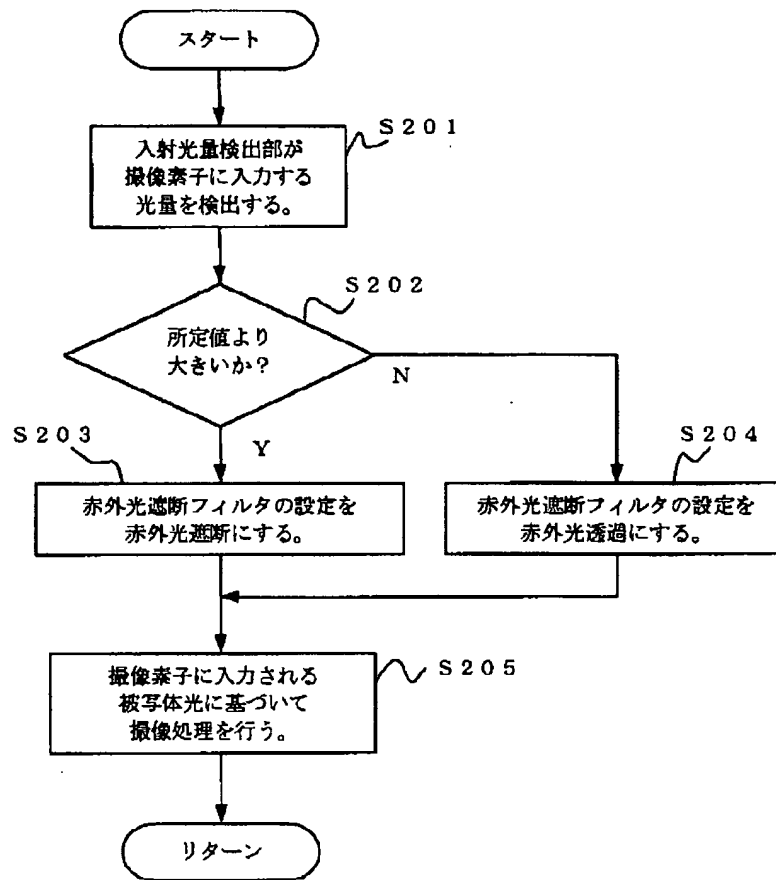 スタート
S201
入射光量検出部が
撮像素子に入力する
光量を検出する。
S202
所定値より
大きいか？
N
Y
S203
赤外光遮断フィルタの設定を
赤外光遮断にする。
S204
赤外光遮断フィルタの設定を
赤外光透過にする。
S205
撮像素子に入力される
被写体光に基づいて
撮像処理を行う。
リターン